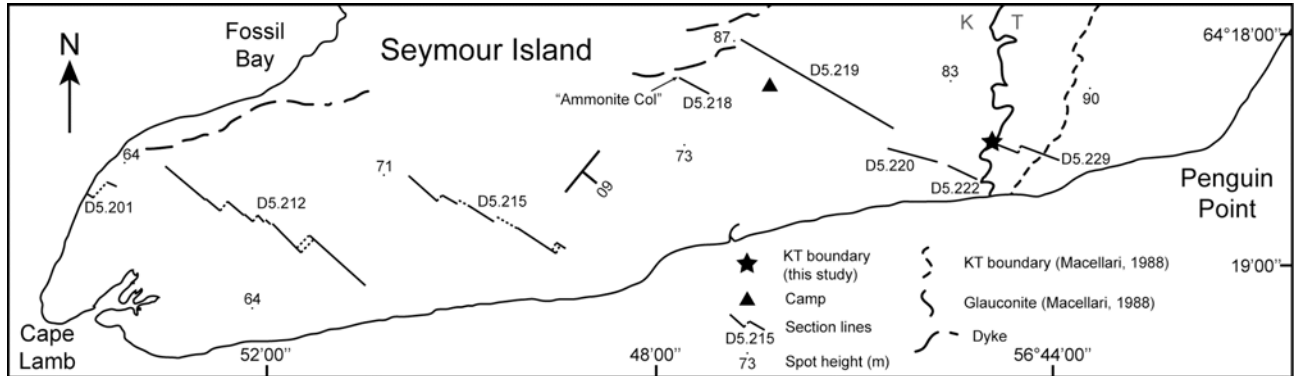 N
Fossil
Bay
Seymour Island
87
K T
64°18'00"
83
90
D5.219
"Ammonite Col"
D5.218
64
71
73
60
D5.220
D5.222
D5.229
D5.201
D5.212
D5.215
Penguin
Point
64
Cape
Lamb
52'00"
48'00"
56°44'00"
19'00"
KT boundary
(this study)
Camp
Section lines
D5.215
73
Spot height (m)
KT boundary (Macellari, 1988)
Glauconite (Macellari, 1988)
Dyke